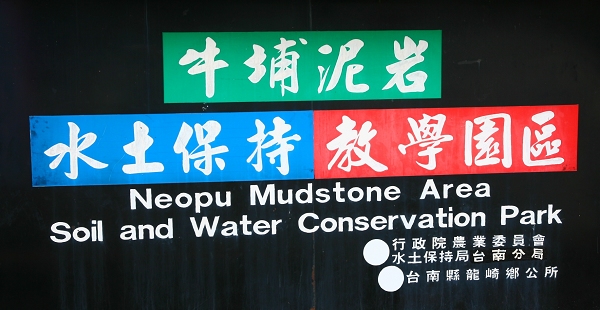 牛埔泥岩
水土保持教學園區
Neopu Mudstone Area
Soil and Water Conservation Park
行政院農業委員會
水土保持局台南分局
台南縣龍崎鄉公所